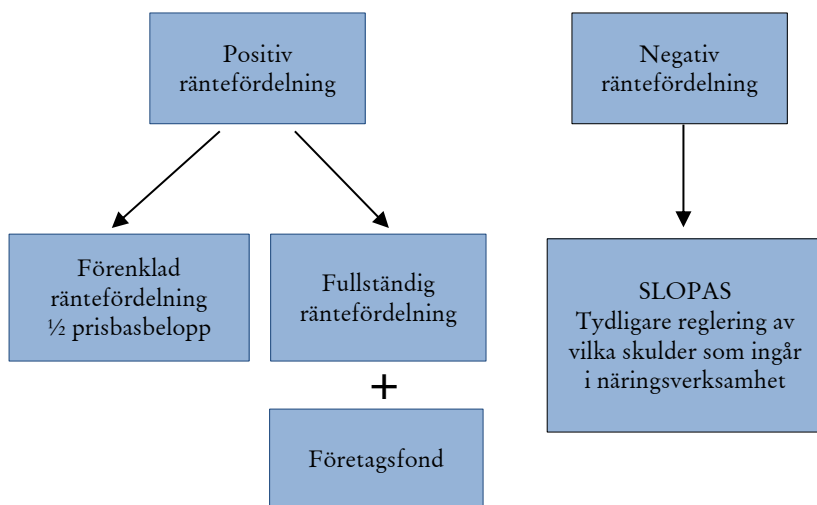 Positiv
räntefördelning
Negativ
räntefördelning
Förenklad
räntefördelning
½ prisbasbelopp
Fullständig
räntefördelning
SLOPAS
Tydligare reglering av
vilka skulder som ingår
i näringsverksamhet
+
Företagsfond